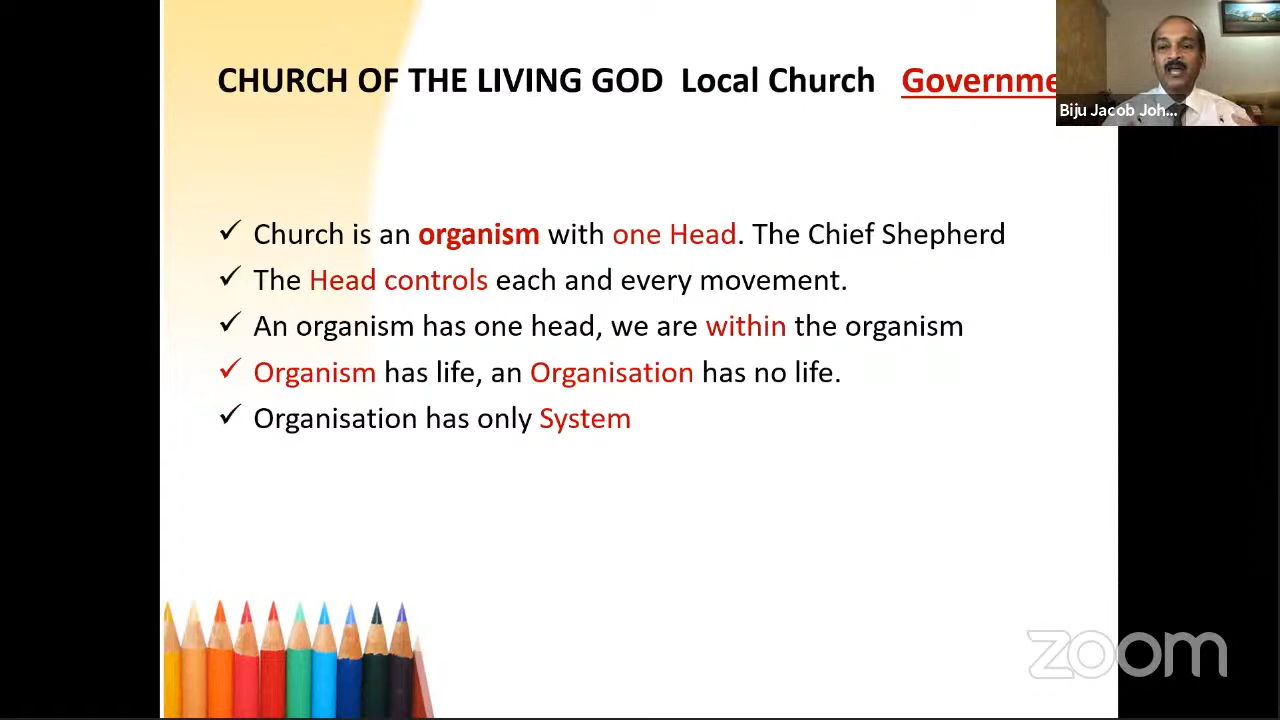 CHURCH OF THE LIVING GOD Local Church Governme
Biju Jacob Joh...
Church is an organism with one Head. The Chief Shepherd
The Head controls each and every movement.
An organism has one head, we are within the organism
Organism has life, an Organisation has no life.
Organisation has only System
zoom